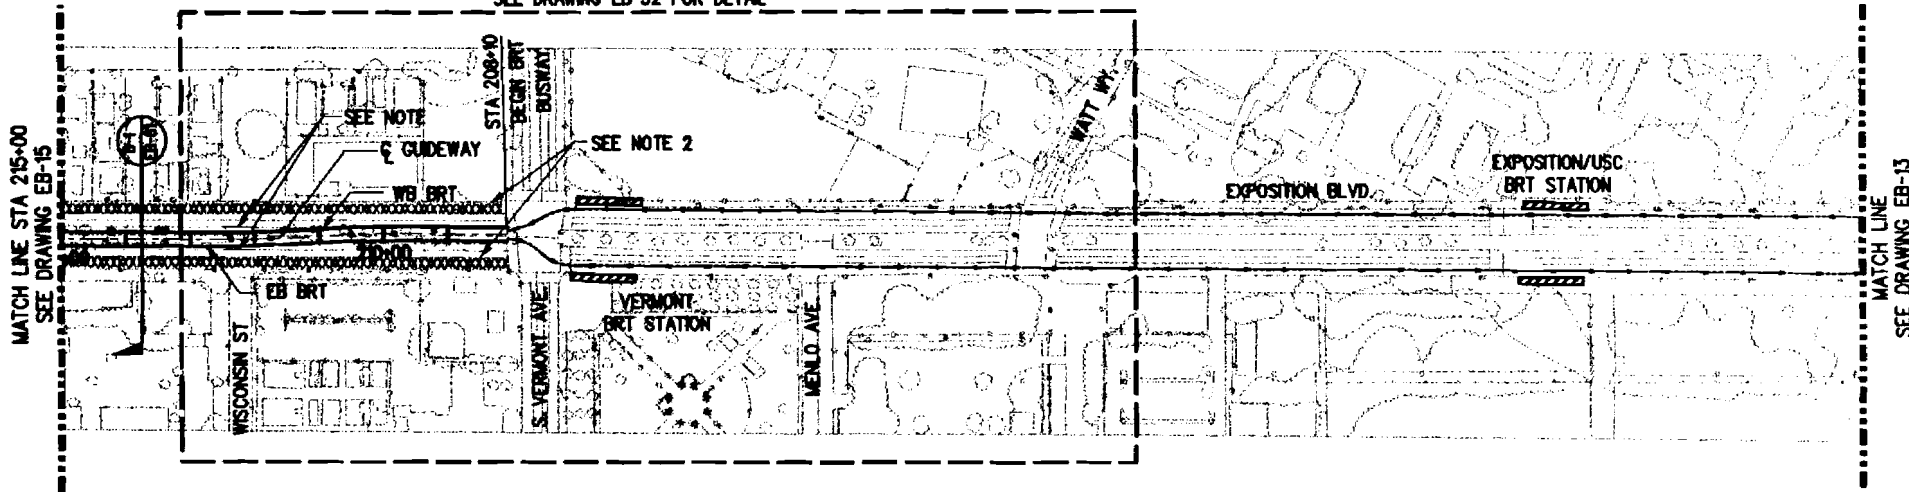 SEE DRAWING EB-32 FOR DETAIL
MATCH LINE STA 215+00
SEE DRAWING EB-15
STA 208+10
BEGIN BRT
BUSWAY
SEE NOTE
℄ GUIDEWAY
WB BRT
SEE NOTE 2
WATT WY.
EXPOSITION BLVD.
EXPOSITION/USC
BRT STATION
210+00
EB BRT
WISCONSIN ST
S. VERMONT AVE.
VERMONT
BRT STATION
MENLO AVE.
MATCH LINE
SEE DRAWING EB-13